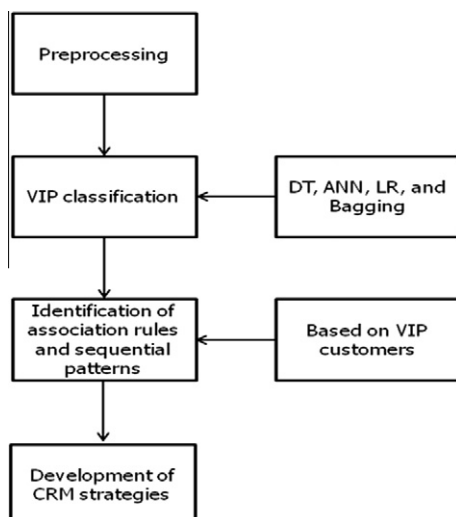 Preprocessing
VIP classification
DT, ANN, LR, and
Bagging
Identification of
association rules
and sequential
patterns
Based on VIP
customers
Development of
CRM strategies